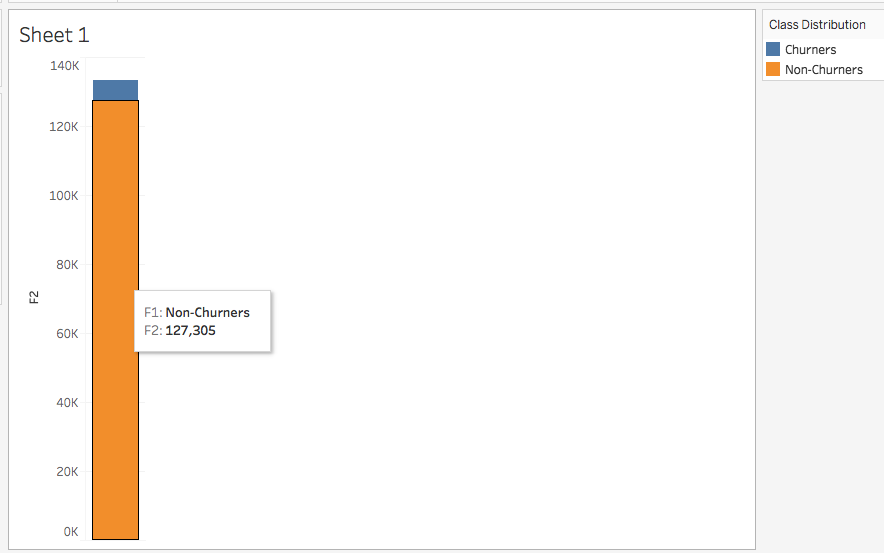 Sheet 1
140K
120K
100K
80K
60K
40K
20K
0K
F2
F1: Non-Churners
F2: 127,305
Class Distribution
Churners
Non-Churners